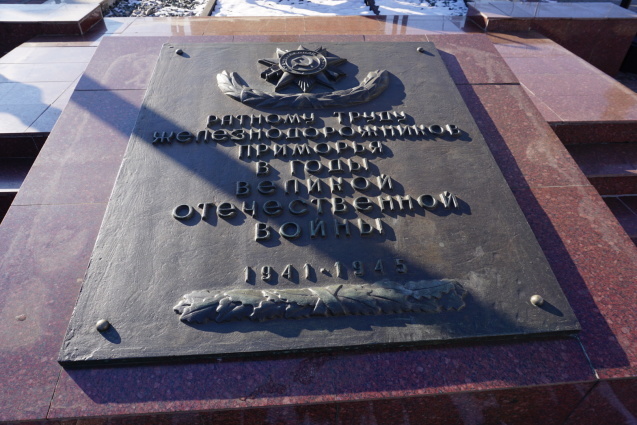 РАТНОМУ ТРУДУ
ЖЕЛЕЗНОДОРОЖНИКОВ
ПРИМОРЬЯ
В ГОДЫ
ВЕЛИКОЙ
ОТЕЧЕСТВЕННОЙ
ВОЙНЫ
1941-1945